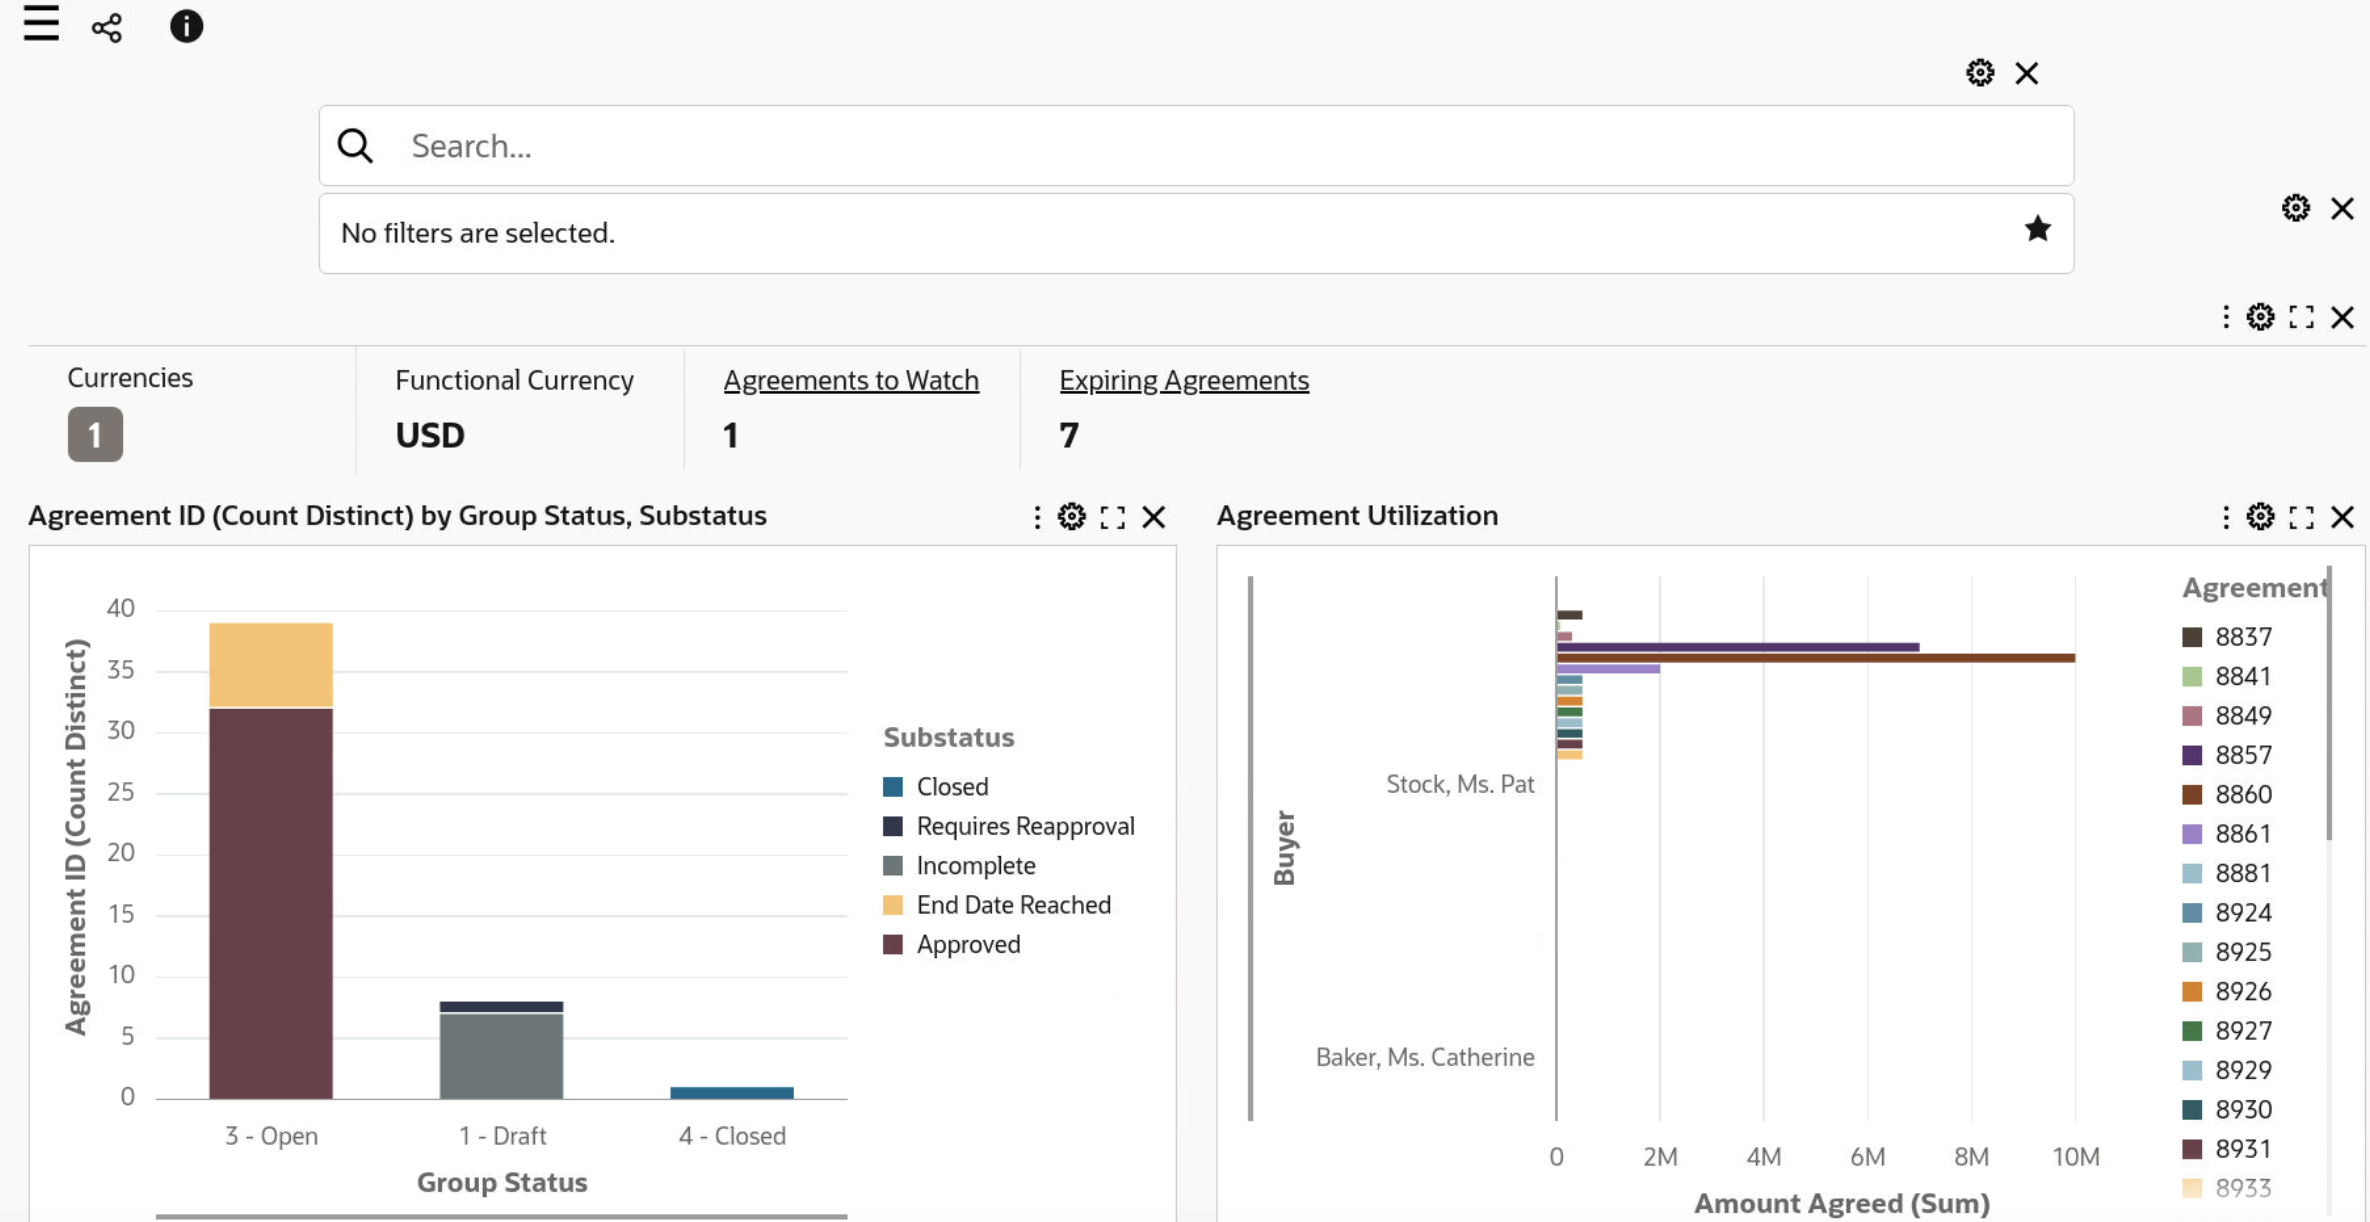 Search...
No filters are selected.
Currencies
1
Functional Currency
USD
Agreements to Watch
1
Expiring Agreements
7
Agreement ID (Count Distinct) by Group Status, Substatus
Agreement ID (Count Distinct)
40
35
30
25
20
15
10
5
0
3 - Open
1 - Draft
4 - Closed
Group Status
Substatus
Closed
Requires Reapproval
Incomplete
End Date Reached
Approved
Agreement Utilization
Buyer
Stock, Ms. Pat
Baker, Ms. Catherine
0
2M
4M
6M
8M
10M
Amount Agreed (Sum)
Agreement
8837
8841
8849
8857
8860
8861
8881
8924
8925
8926
8927
8929
8930
8931
8933